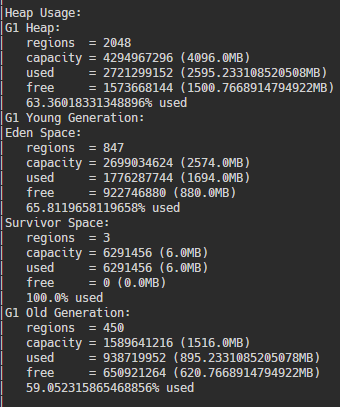 Heap Usage:
G1 Heap:
   regions  = 2048
   capacity = 4294967296 (4096.0MB)
   used     = 2721299152 (2595.233108520508MB)
   free     = 1573668144 (1500.7668914794922MB)
   63.36018331348896% used
G1 Young Generation:
Eden Space:
   regions  = 847
   capacity = 2699034624 (2574.0MB)
   used     = 1776287744 (1694.0MB)
   free     = 922746880 (880.0MB)
   65.8119658119658% used
Survivor Space:
   regions  = 3
   capacity = 6291456 (6.0MB)
   used     = 6291456 (6.0MB)
   free     = 0 (0.0MB)
   100.0% used
G1 Old Generation:
   regions  = 450
   capacity = 1589641216 (1516.0MB)
   used     = 938719952 (895.2331085205078MB)
   free     = 650921264 (620.7668914794922MB)
   59.052315865468856% used